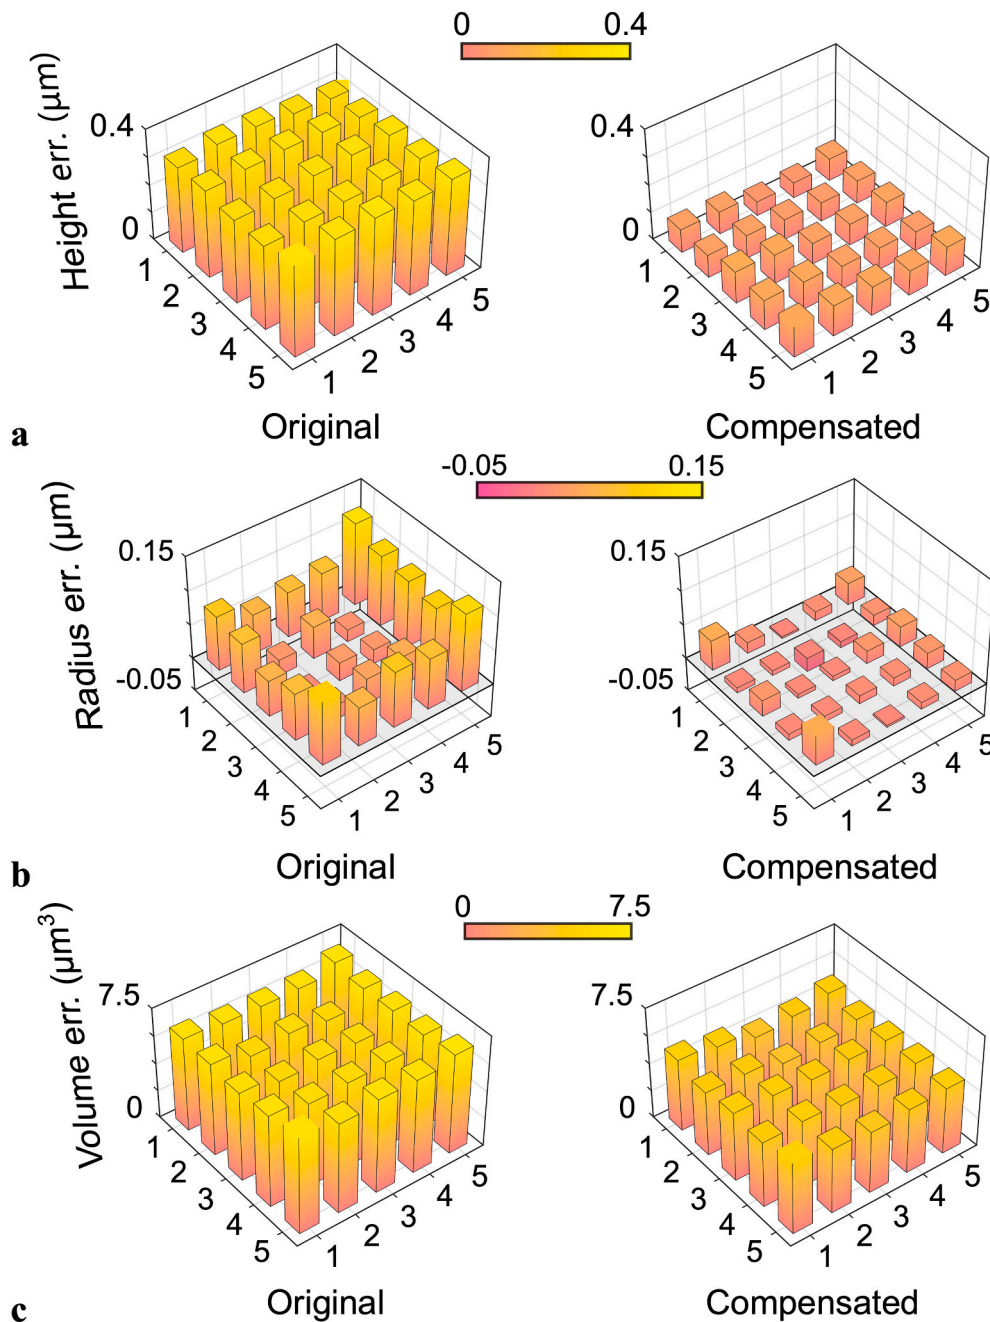 0 0.4
Height err. (µm)
0.4
0
1 2 3 4 5
1 2 3 4 5
0.4
0
1 2 3 4 5
1 2 3 4 5
a Original Compensated
-0.05 0.15
Radius err. (µm)
0.15
-0.05
1 2 3 4 5
1 2 3 4 5
0.15
-0.05
1 2 3 4 5
1 2 3 4 5
b Original Compensated
0 7.5
Volume err. (µm³)
7.5
0
1 2 3 4 5
1 2 3 4 5
7.5
0
1 2 3 4 5
1 2 3 4 5
c Original Compensated